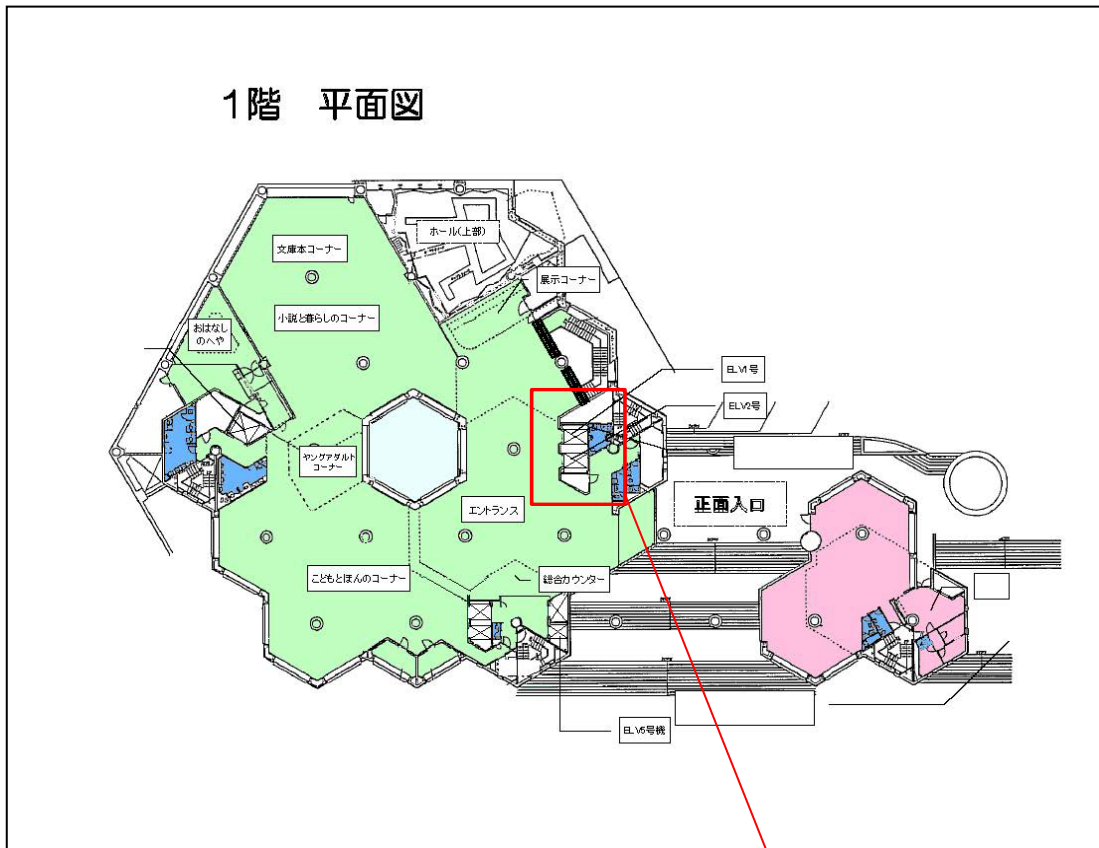 1階　平面図
ホール(上部)
文庫本コーナー
展示コーナー
小説と暮らしのコーナー
おはなし
のへや
ELV1号
ELV2号
ヤングアダルト
コーナー
エントランス
正面入口
こどもとほんのコーナー
総合カウンター
ELV5号機